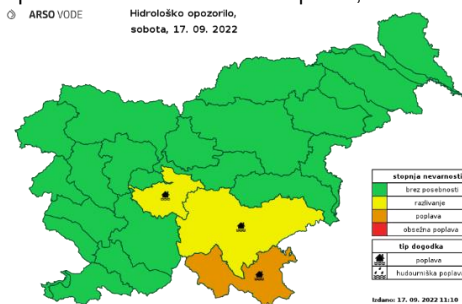 ARSO VODE
Hidrološko opozorilo,
sobota, 17. 09. 2022
stopnja nevarnosti
brez posebnosti
razlivanje
poplava
obsežna poplava
tip dogodka
poplava
hudourniška poplava
Izdano: 17. 09. 2022 11:10